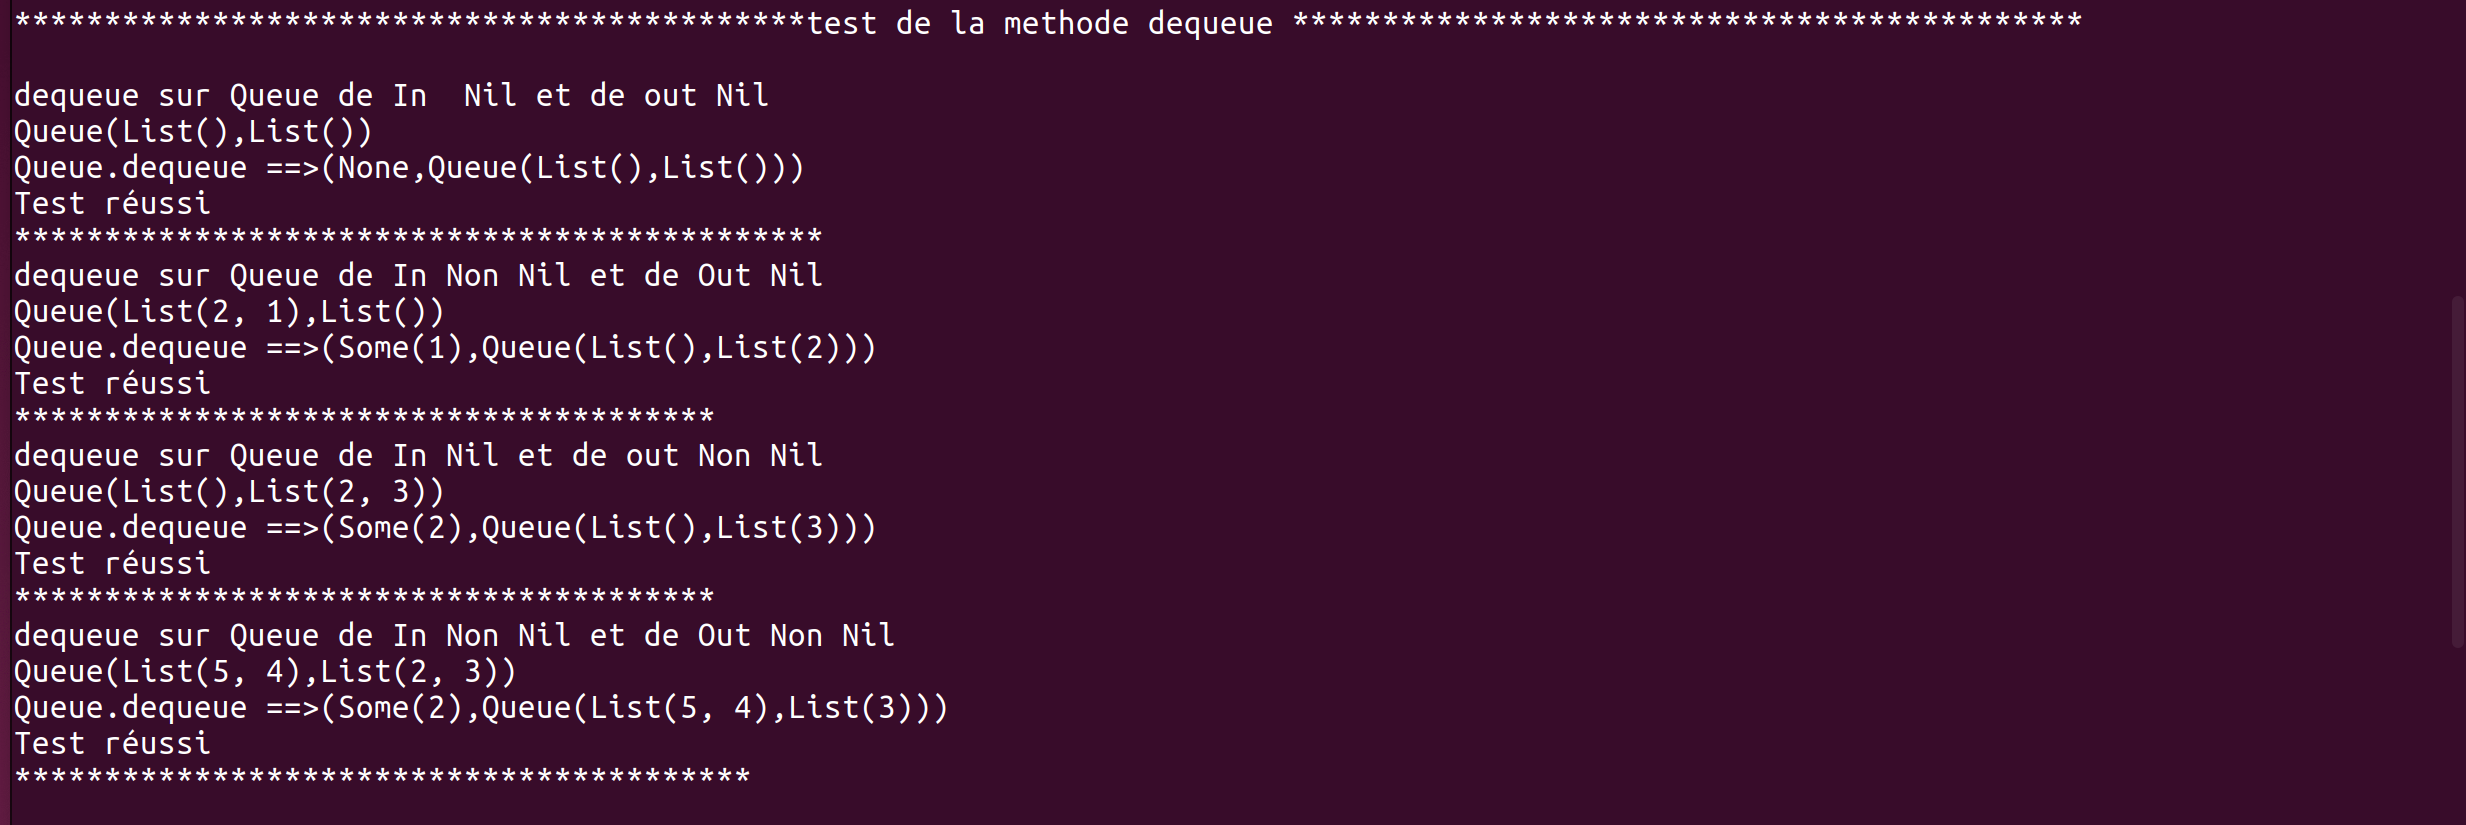 ********************************************test de la methode dequeue ********************************************
dequeue sur Queue de In  Nil et de out Nil
Queue(List(),List())
Queue.dequeue ==>(None,Queue(List(),List()))
Test réussi
*********************************************
dequeue sur Queue de In Non Nil et de Out Nil
Queue(List(2, 1),List())
Queue.dequeue ==>(Some(1),Queue(List(),List(2)))
Test réussi
***************************************
dequeue sur Queue de In Nil et de out Non Nil
Queue(List(),List(2, 3))
Queue.dequeue ==>(Some(2),Queue(List(),List(3)))
Test réussi
***************************************
dequeue sur Queue de In Non Nil et de Out Non Nil
Queue(List(5, 4),List(2, 3))
Queue.dequeue ==>(Some(2),Queue(List(5, 4),List(3)))
Test réussi
*****************************************